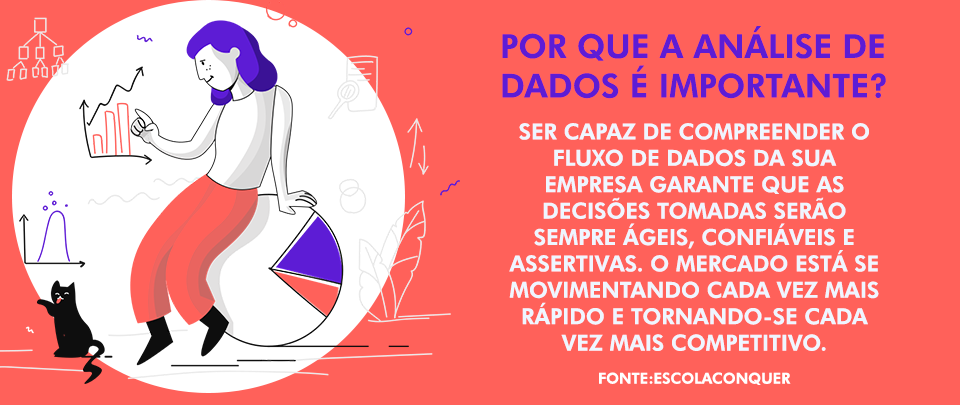 POR QUE A ANÁLISE DE
DADOS É IMPORTANTE?
SER CAPAZ DE COMPREENDER O
FLUXO DE DADOS DA SUA
EMPRESA GARANTE QUE AS
DECISÕES TOMADAS SERÃO
SEMPRE ÁGEIS, CONFIÁVEIS E
ASSERTIVAS. O MERCADO ESTÁ SE
MOVIMENTANDO CADA VEZ MAIS
RÁPIDO E TORNANDO-SE CADA
VEZ MAIS COMPETITIVO.
FONTE:ESCOLACONQUER